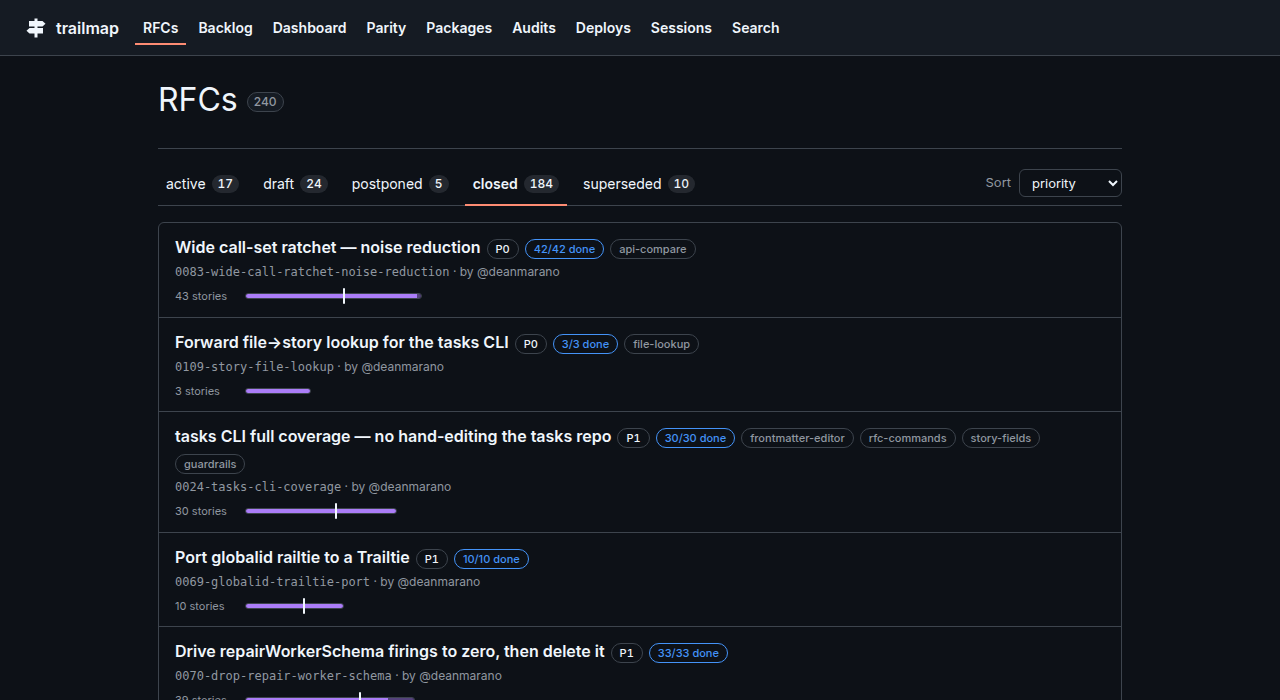 trailmap RFCs Backlog Dashboard Parity Packages Audits Deploys Sessions Search
RFCs 240
active 17 draft 24 postponed 5 closed 184 superseded 10 Sort priority
Wide call-set ratchet — noise reduction P0 42/42 done api-compare
0083-wide-call-ratchet-noise-reduction · by @deanmarano
43 stories
Forward file→story lookup for the tasks CLI P0 3/3 done file-lookup
0109-story-file-lookup · by @deanmarano
3 stories
tasks CLI full coverage — no hand-editing the tasks repo P1 30/30 done frontmatter-editor rfc-commands story-fields
guardrails
0024-tasks-cli-coverage · by @deanmarano
30 stories
Port globalid railtie to a Trailtie P1 10/10 done
0069-globalid-trailtie-port · by @deanmarano
10 stories
Drive repairWorkerSchema firings to zero, then delete it P1 33/33 done
0070-drop-repair-worker-schema · by @deanmarano
39 stories